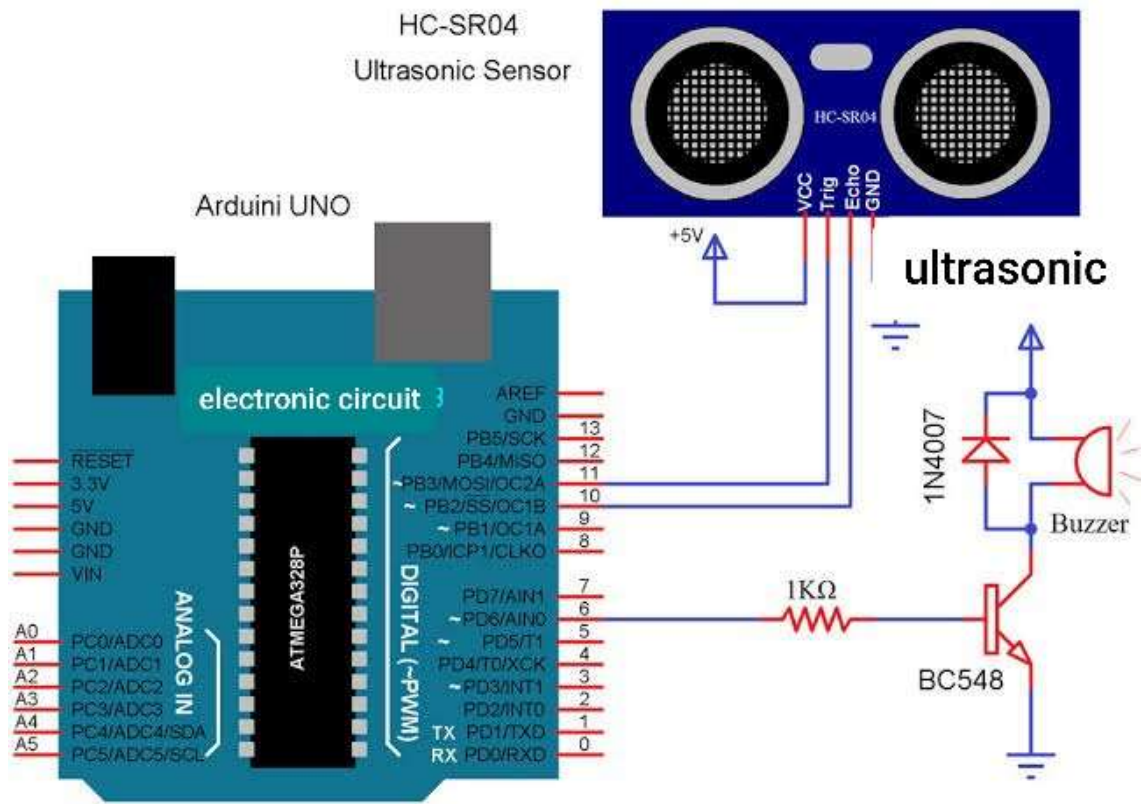 HC-SR04
Ultrasonic Sensor
HC-SR04
VCC
Trig
Echo
GND
Arduini UNO
+5V
ultrasonic
electronic circuit
AREF
GND
PB5/SCK 13
PB4/MISO 12
~PB3/MOSI/OC2A 11
~ PB2/SS/OC1B 10
~ PB1/OC1A 9
PB0/ICP1/CLKO 8
PD7/AIN1 7
~PD6/AIN0 6
~ PD5/T1 5
PD4/T0/XCK 4
~PD3/INT1 3
PD2/INT0 2
TX PD1/TXD 1
RX PD0/RXD 0
DIGITAL (~PWM)
ATMEGA328P
RESET
3.3V
5V
GND
GND
VIN
ANALOG IN
A0 PC0/ADC0
A1 PC1/ADC1
A2 PC2/ADC2
A3 PC3/ADC3
A4 PC4/ADC4/SDA
A5 PC5/ADC5/SCL
1N4007
Buzzer
1KΩ
BC548